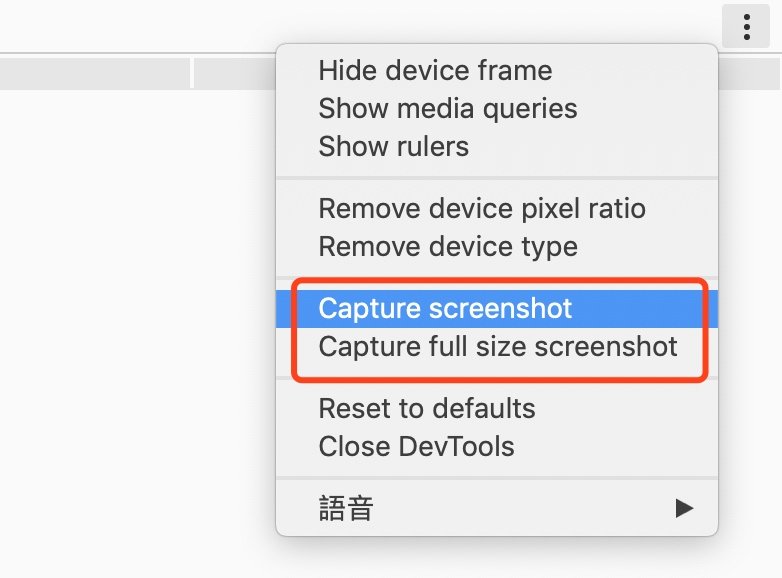 Hide device frame
Show media queries
Show rulers
Remove device pixel ratio
Remove device type
Capture screenshot
Capture full size screenshot
Reset to defaults
Close DevTools
語音